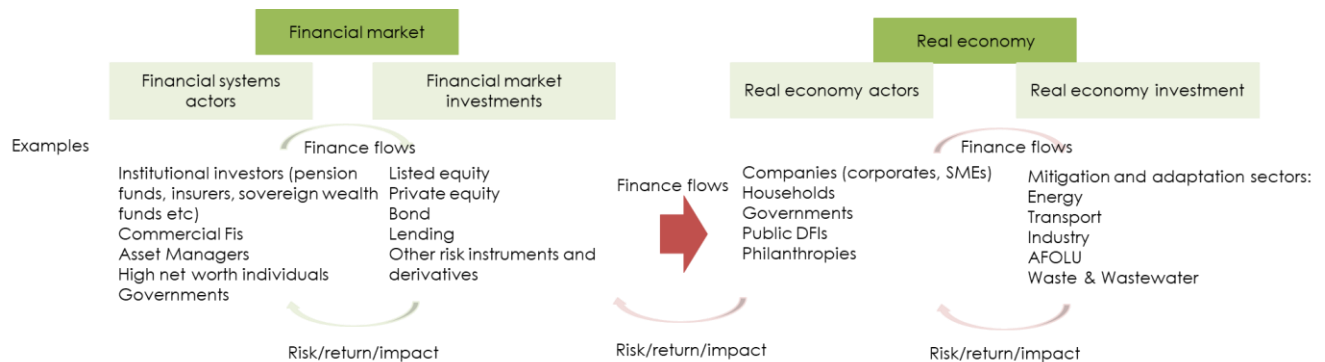 Financial market
Real economy
Financial systems
actors
Financial market
investments
Real economy actors
Real economy investment
Examples
Finance flows
Institutional investors (pension
funds, insurers, sovereign wealth
funds etc)
Commercial Fis
Asset Managers
High net worth individuals
Governments
Listed equity
Private equity
Bond
Lending
Other risk instruments and
derivatives
Finance flows
Finance flows
Companies (corporates, SMEs)
Households
Governments
Public DFIs
Philanthropies
Mitigation and adaptation sectors:
Energy
Transport
Industry
AFOLU
Waste & Wastewater
Risk/return/impact
Risk/return/impact
Risk/return/impact